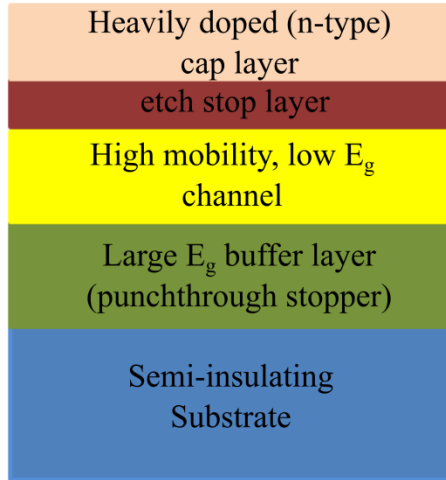 Heavily doped (n-type)
cap layer
etch stop layer
High mobility, low Eg
channel
Large Eg buffer layer
(punchthrough stopper)
Semi-insulating
Substrate